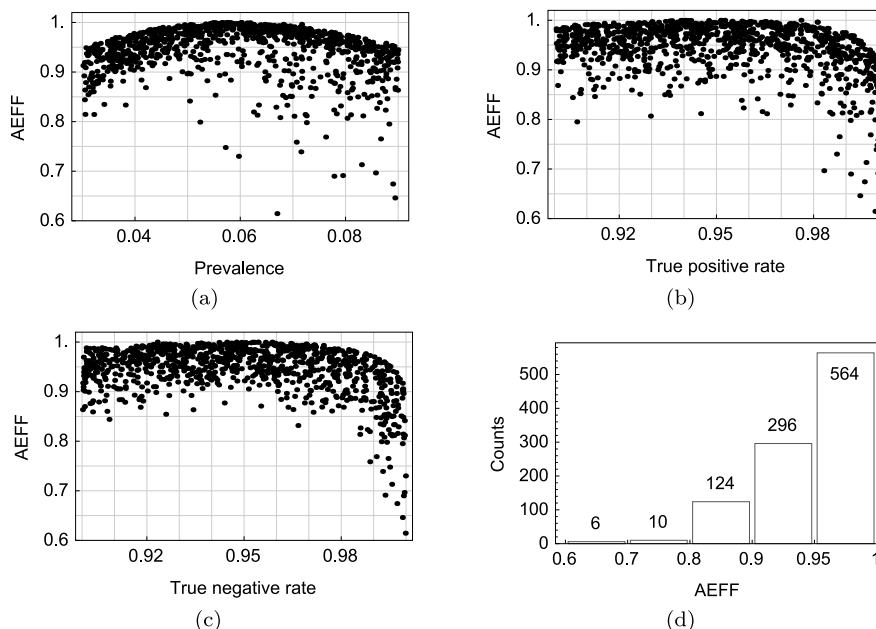 1.
0.9
0.8
0.7
0.6
AEFF
0.04 0.06 0.08
Prevalence
(a)
1.
0.9
0.8
0.7
0.6
AEFF
0.92 0.95 0.98
True positive rate
(b)
1.
0.9
0.8
0.7
0.6
AEFF
0.92 0.95 0.98
True negative rate
(c)
500
400
300
200
100
0
Counts
6 10 124 296 564
0.6 0.7 0.8 0.9 0.95 1
AEFF
(d)